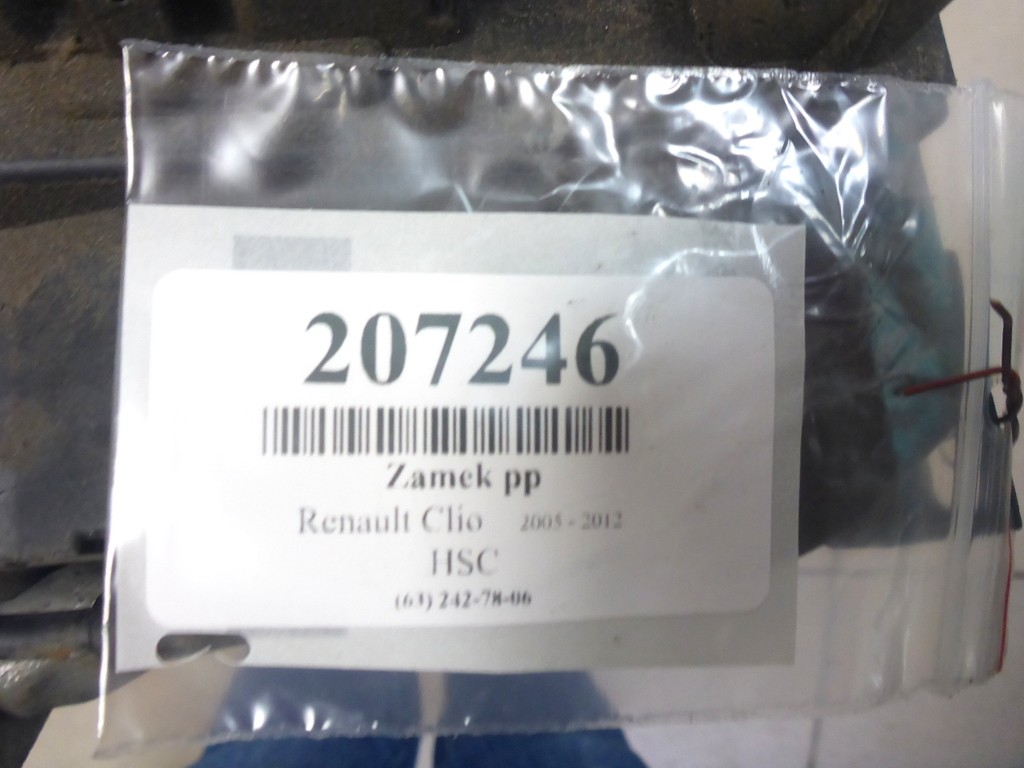 207246
Zamek pp
Renault Clio 2005 - 2012
HSC
(63) 242-78-06